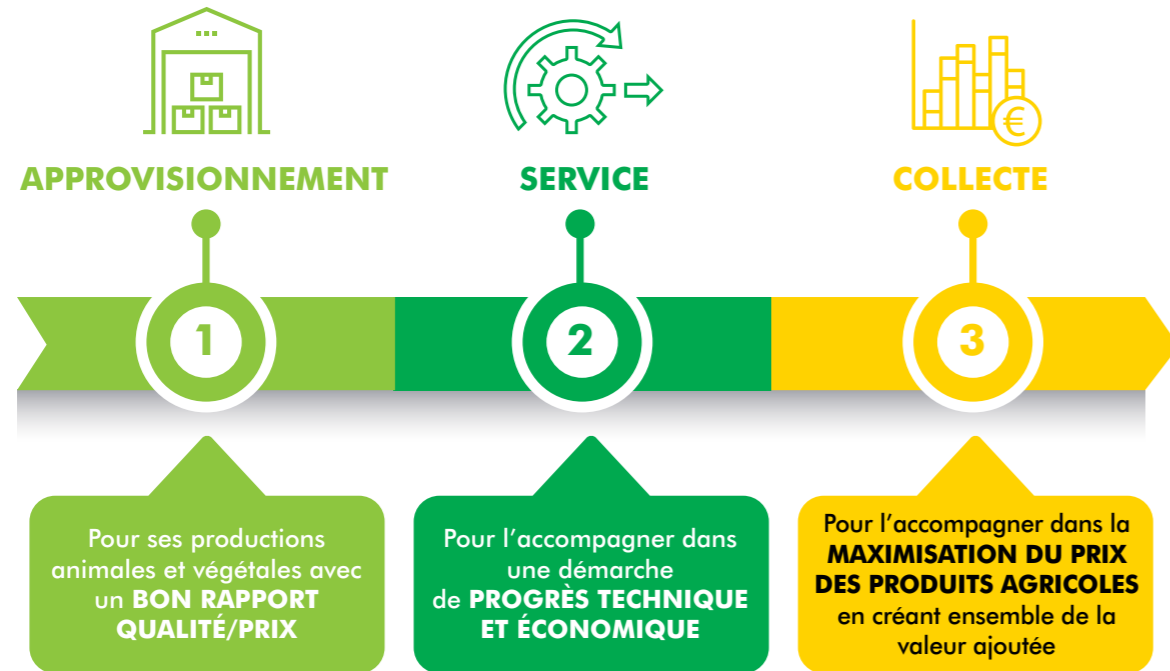 APPROVISIONNEMENT
SERVICE
COLLECTE
€
1
2
3
Pour ses productions
animales et végétales avec
un BON RAPPORT
QUALITÉ/PRIX
Pour l’accompagner dans
une démarche
de PROGRÈS TECHNIQUE
ET ÉCONOMIQUE
Pour l’accompagner dans la
MAXIMISATION DU PRIX
DES PRODUITS AGRICOLES
en créant ensemble de la
valeur ajoutée